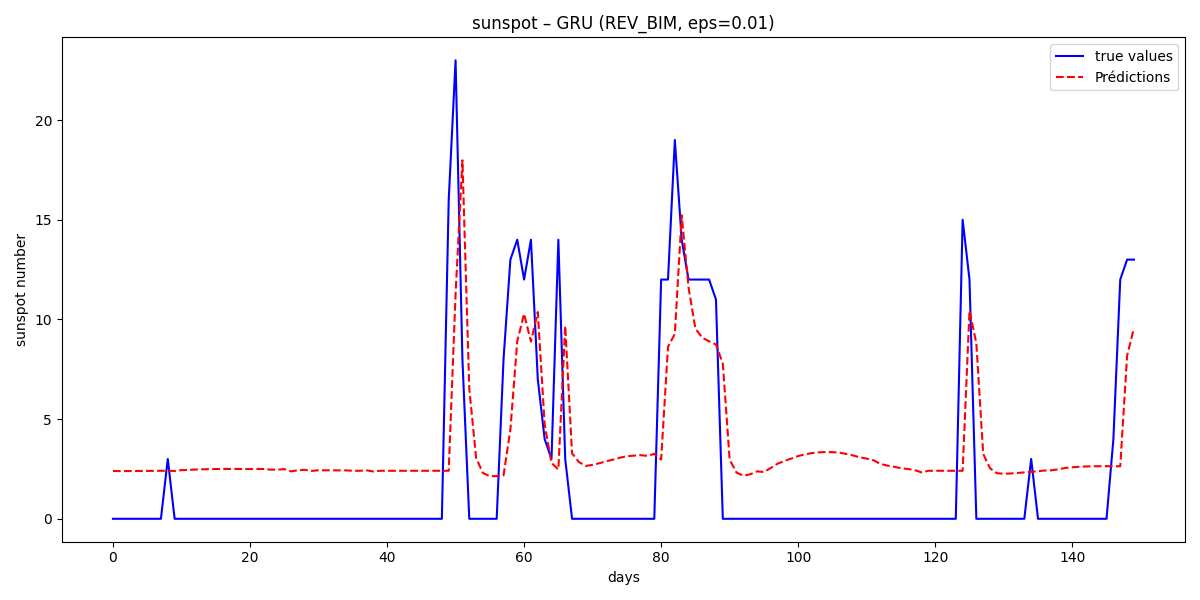 sunspot – GRU (REV_BIM, eps=0.01)
true values
Prédictions
sunspot number
20
15
10
5
0
0 20 40 60 80 100 120 140
days